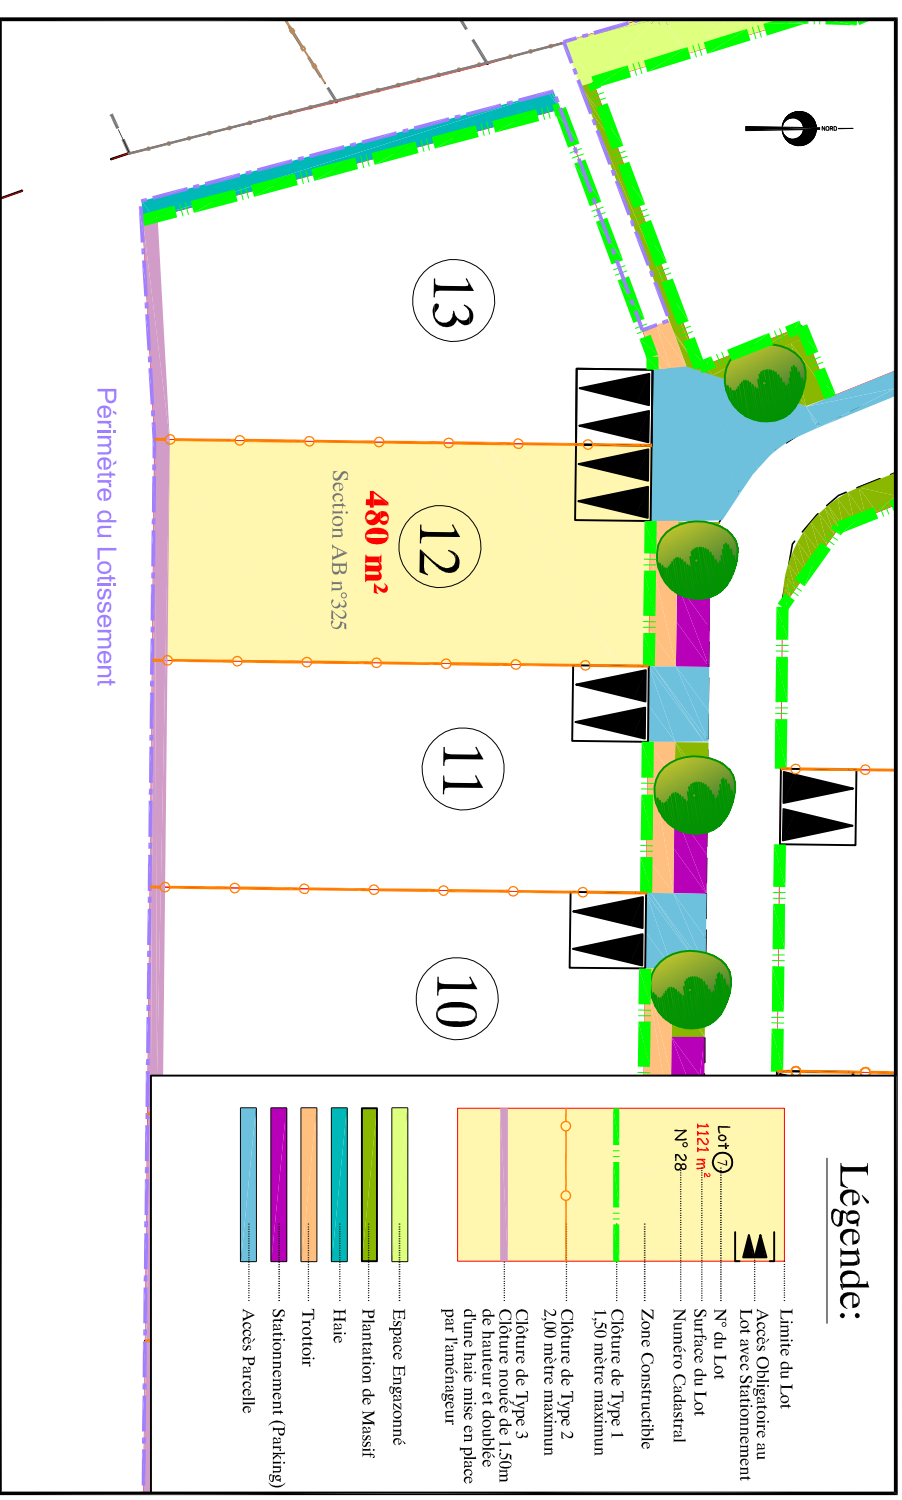 NORD
13
12
480 m²
Section AB n°325
11
10
Périmètre du Lotissement
Légende:
Lot 7
1121 m²
N° 28
Limite du Lot
Accès Obligatoire au
Lot avec Stationnement
N° du Lot
Surface du Lot
Numéro Cadastral
Zone Constructible
Clôture de Type 1
1,50 mètre maximun
Clôture de Type 2
2,00 mètre maximun
Clôture de Type 3
Clôture nouée de 1.50m
de hauteur et doublée
d'une haie mise en place
par l'aménageur
Espace Engazonné
Plantation de Massif
Haie
Trottoir
Stationnement (Parking)
Accès Parcelle